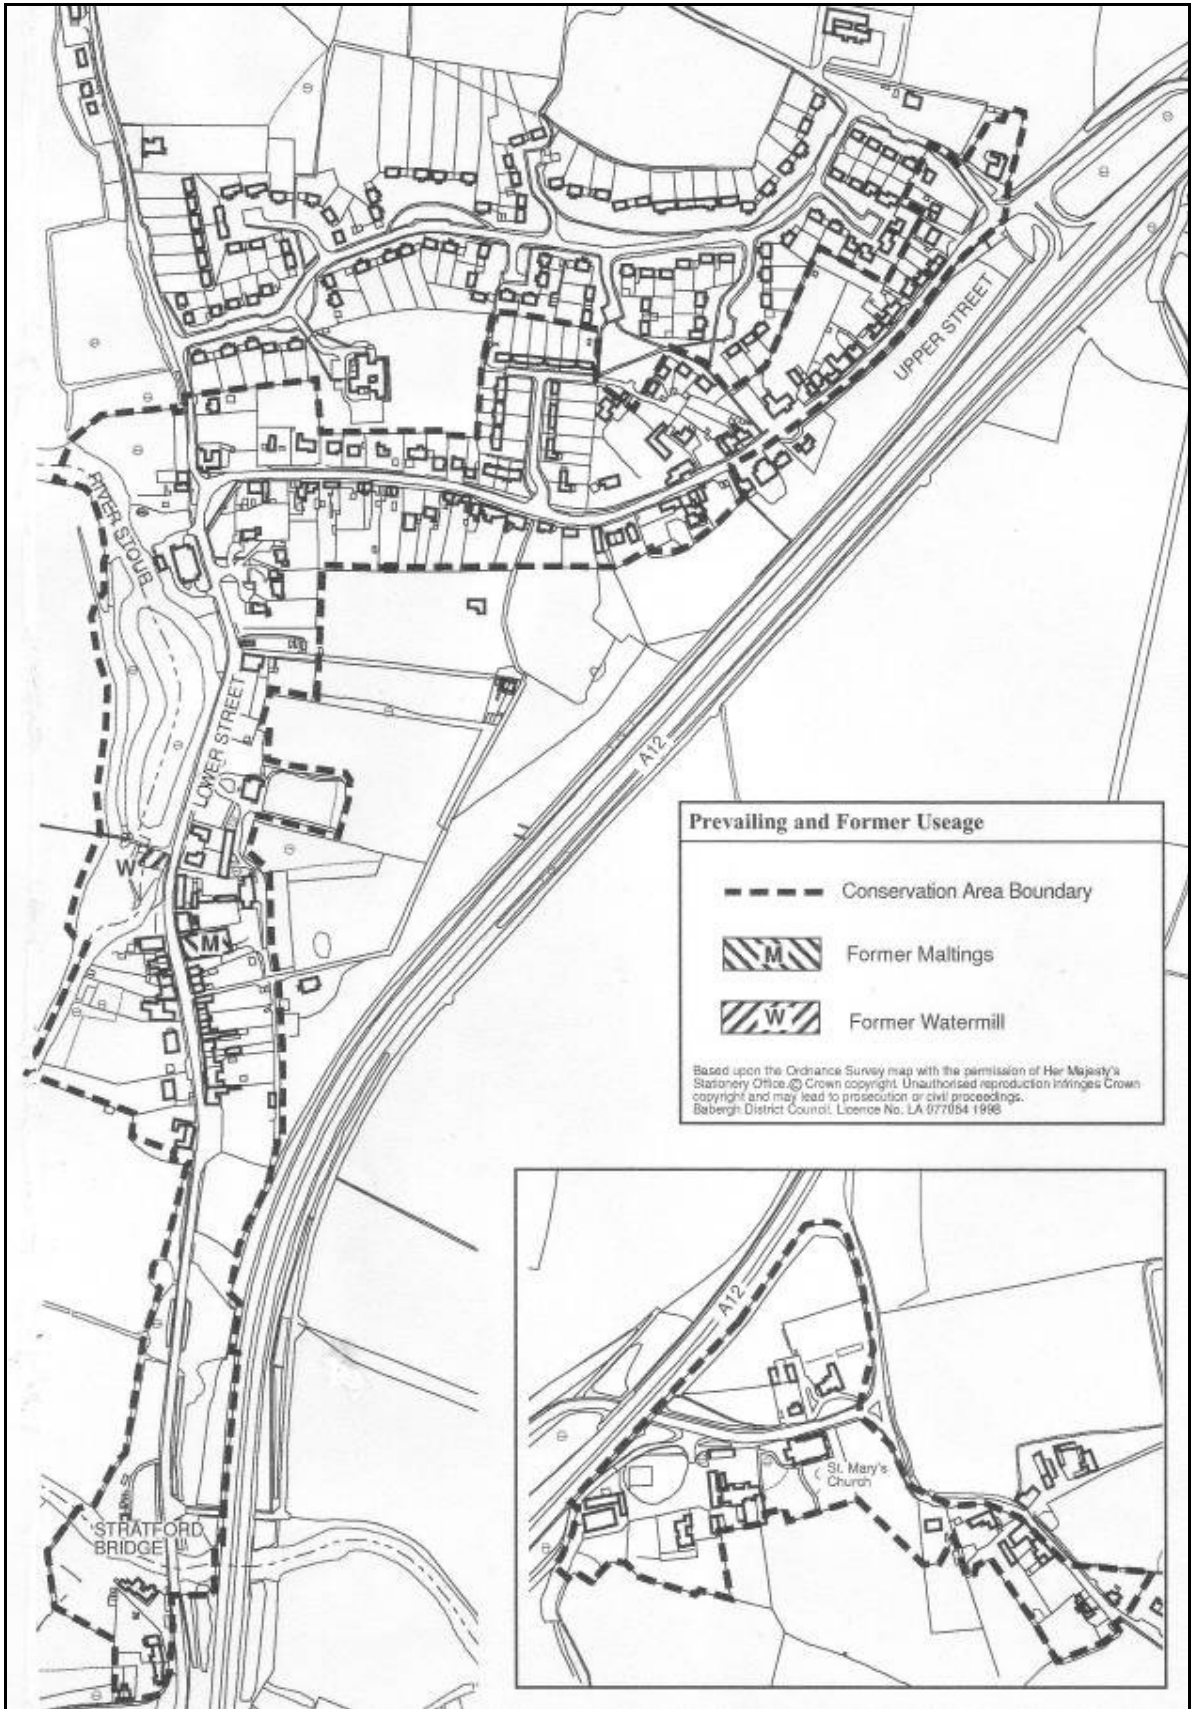 UPPER STREET
RIVER STOUR
LOWER STREET
A12
W
M
Prevailing and Former Useage
Conservation Area Boundary
M
Former Maltings
W
Former Watermill
Based upon the Ordnance Survey map with the permission of Her Majesty's
Stationery Office.© Crown copyright. Unauthorised reproduction infringes Crown
copyright and may lead to prosecution or civil proceedings.
Babergh District Council. Licence No. LA 077054 1998
A12
St. Mary's
Church
STRATFORD
BRIDGE